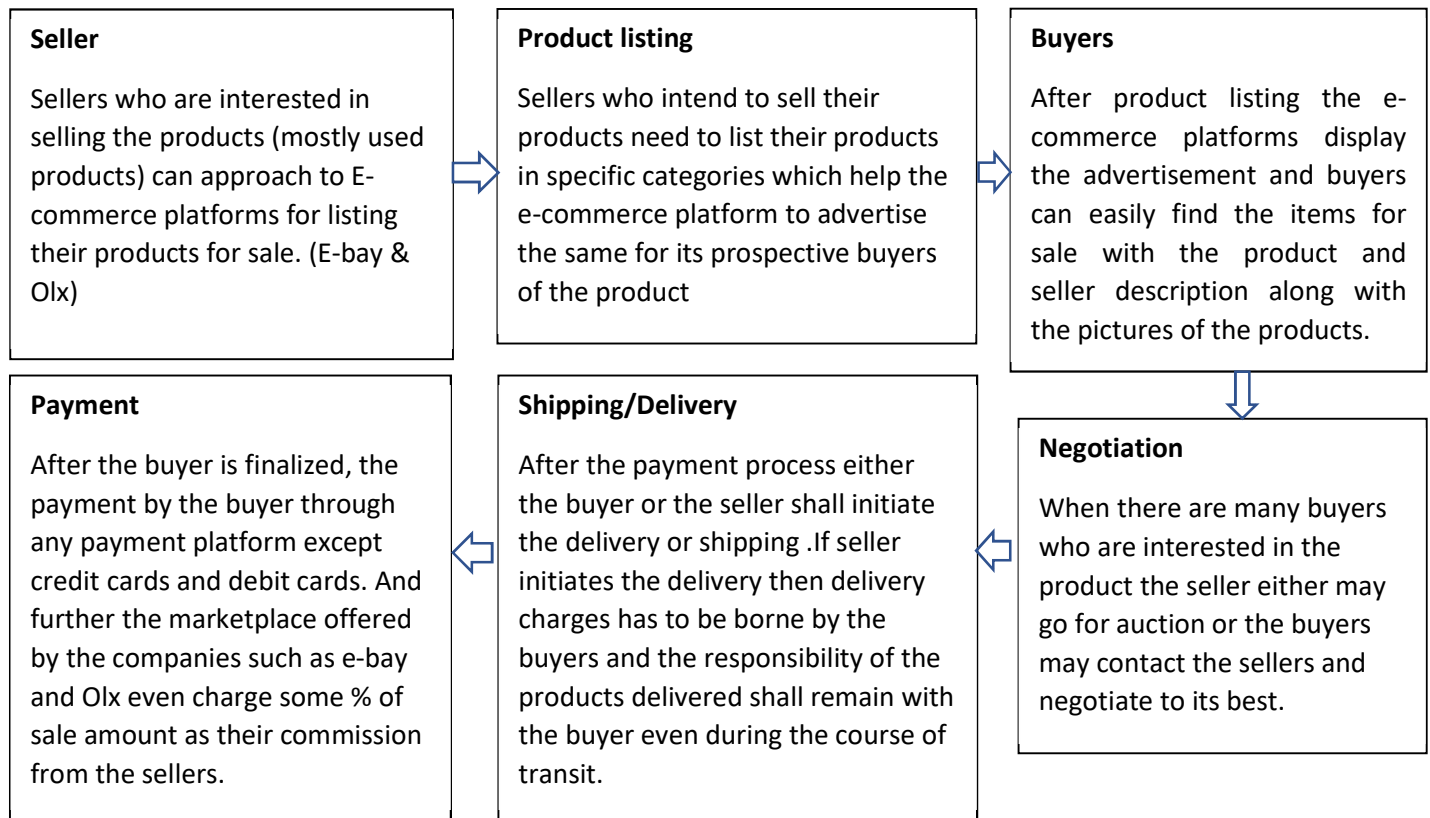 Seller
Sellers who are interested in
selling the products (mostly used
products) can approach to E-
commerce platforms for listing
their products for sale. (E-bay &
Olx)
Product listing
Sellers who intend to sell their
products need to list their products
in specific categories which help the
e-commerce platform to advertise
the same for its prospective buyers
of the product
Buyers
After product listing the e-
commerce platforms display
the advertisement and buyers
can easily find the items for
sale with the product and
seller description along with
the pictures of the products.
Negotiation
When there are many buyers
who are interested in the
product the seller either may
go for auction or the buyers
may contact the sellers and
negotiate to its best.
Shipping/Delivery
After the payment process either
the buyer or the seller shall initiate
the delivery or shipping .If seller
initiates the delivery then delivery
charges has to be borne by the
buyers and the responsibility of the
products delivered shall remain with
the buyer even during the course of
transit.
Payment
After the buyer is finalized, the
payment by the buyer through
any payment platform except
credit cards and debit cards. And
further the marketplace offered
by the companies such as e-bay
and Olx even charge some % of
sale amount as their commission
from the sellers.